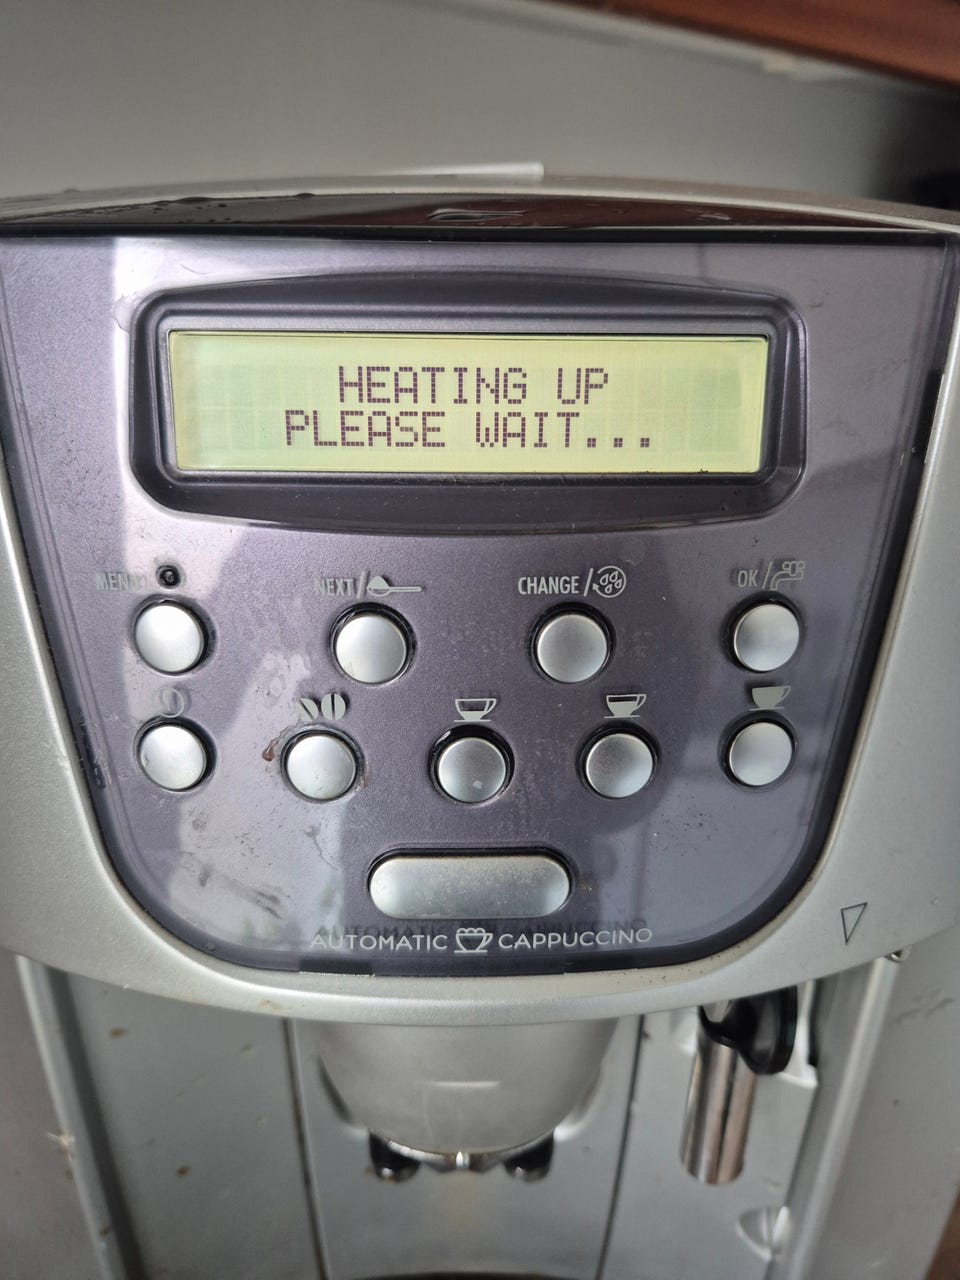 HEATING UP
PLEASE WAIT...
MENU
NEXT/
CHANGE/
OK/
AUTOMATIC CAPPUCCINO